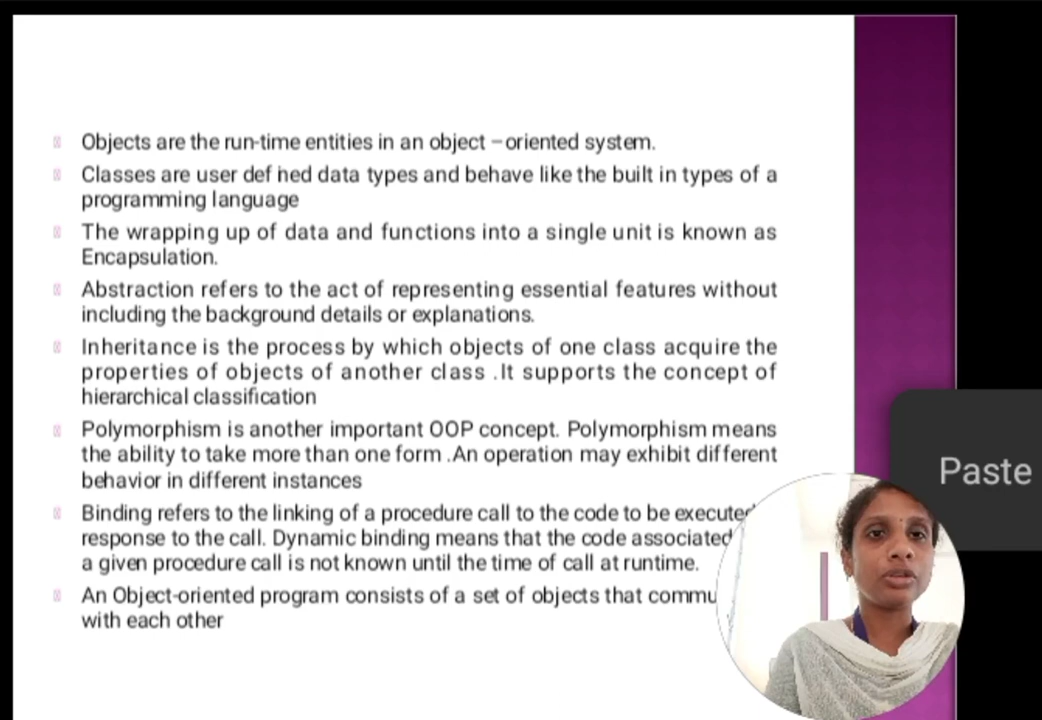 Objects are the run-time entities in an object –oriented system.
Classes are user def ned data types and behave like the built in types of a
programming language
The wrapping up of data and functions into a single unit is known as
Encapsulation.
Abstraction refers to the act of representing essential features without
including the background details or explanations.
Inheritance is the process by which objects of one class acquire the
properties of objects of another class .It supports the concept of
hierarchical classification
Polymorphism is another important OOP concept. Polymorphism means
the ability to take more than one form .An operation may exhibit different
behavior in different instances
Binding refers to the linking of a procedure call to the code to be executed
response to the call. Dynamic binding means that the code associated
a given procedure call is not known until the time of call at runtime.
An Object-oriented program consists of a set of objects that commu
with each other
Paste